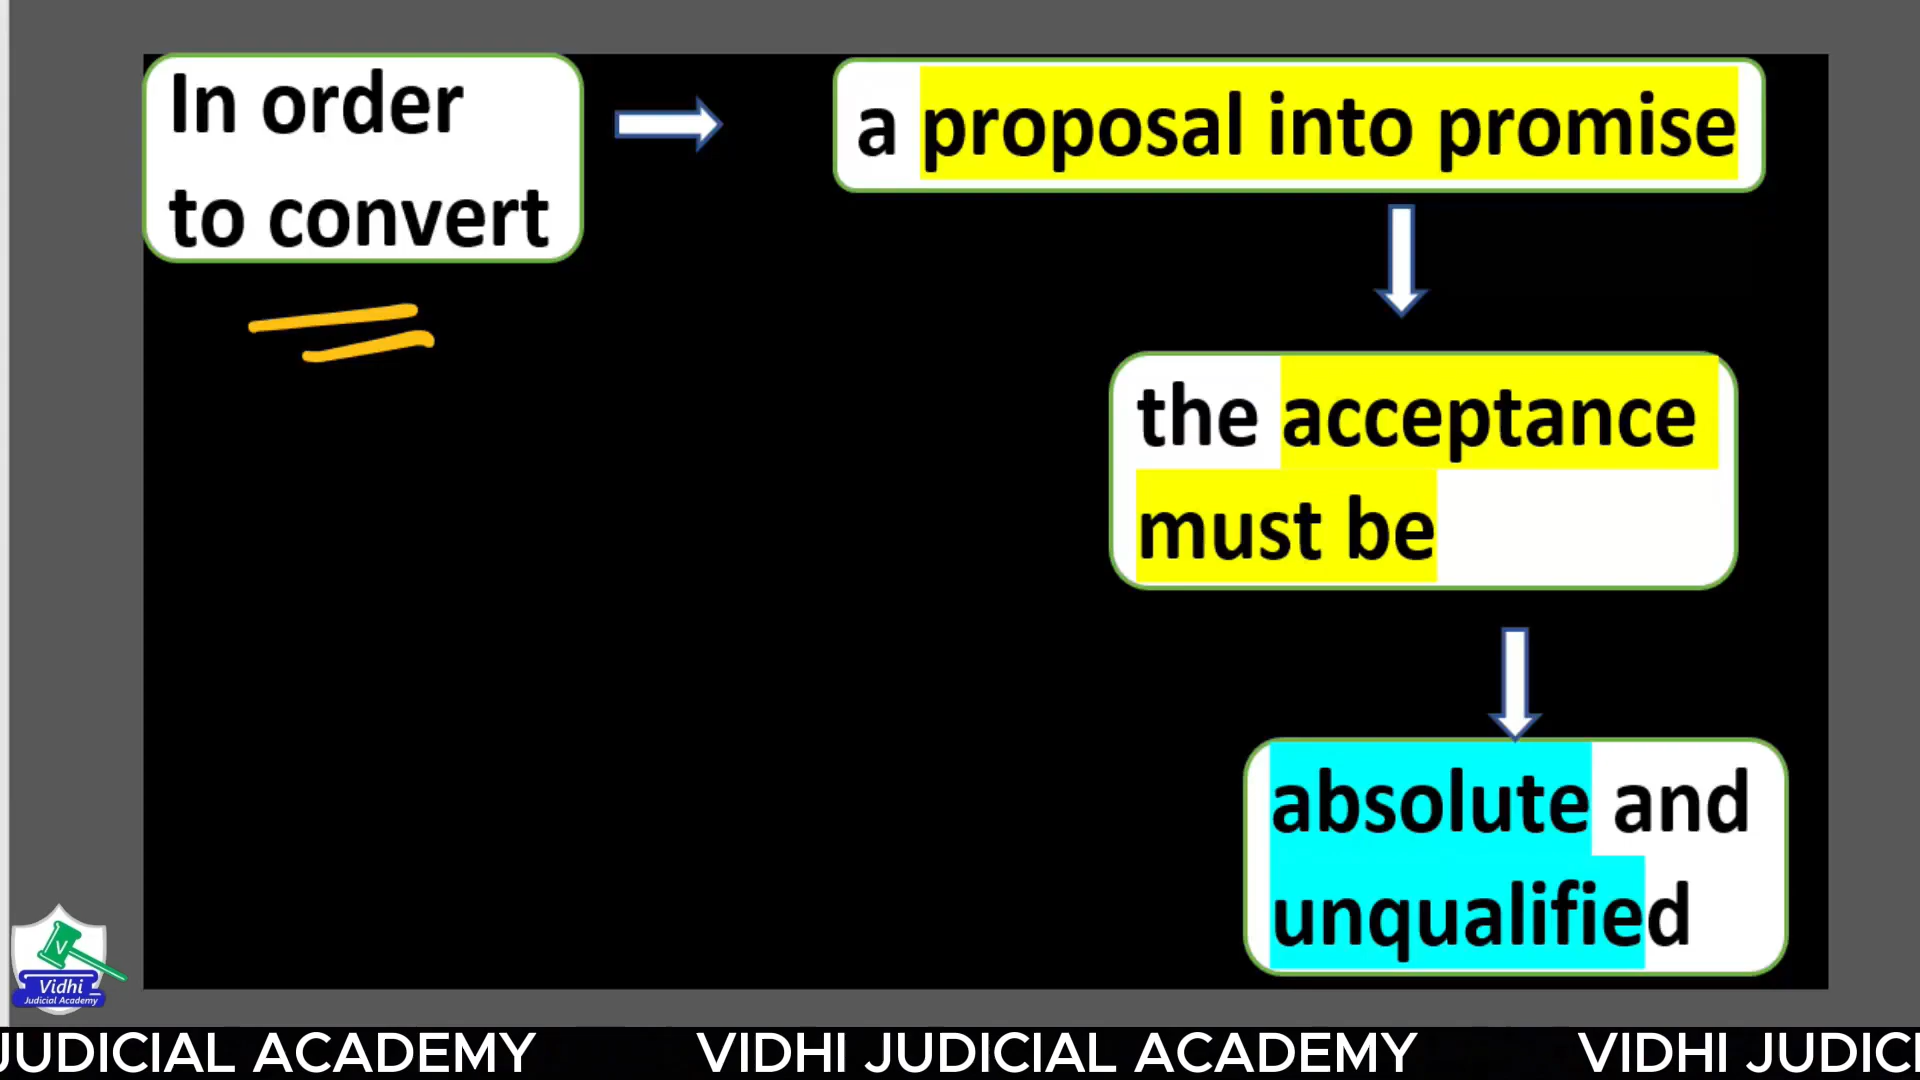 In order
to convert
a proposal into promise
the acceptance
must be
absolute and
unqualified
V
Vidhi
Judicial Academy
JUDICIAL ACADEMY VIDHI JUDICIAL ACADEMY VIDHI JUDIC